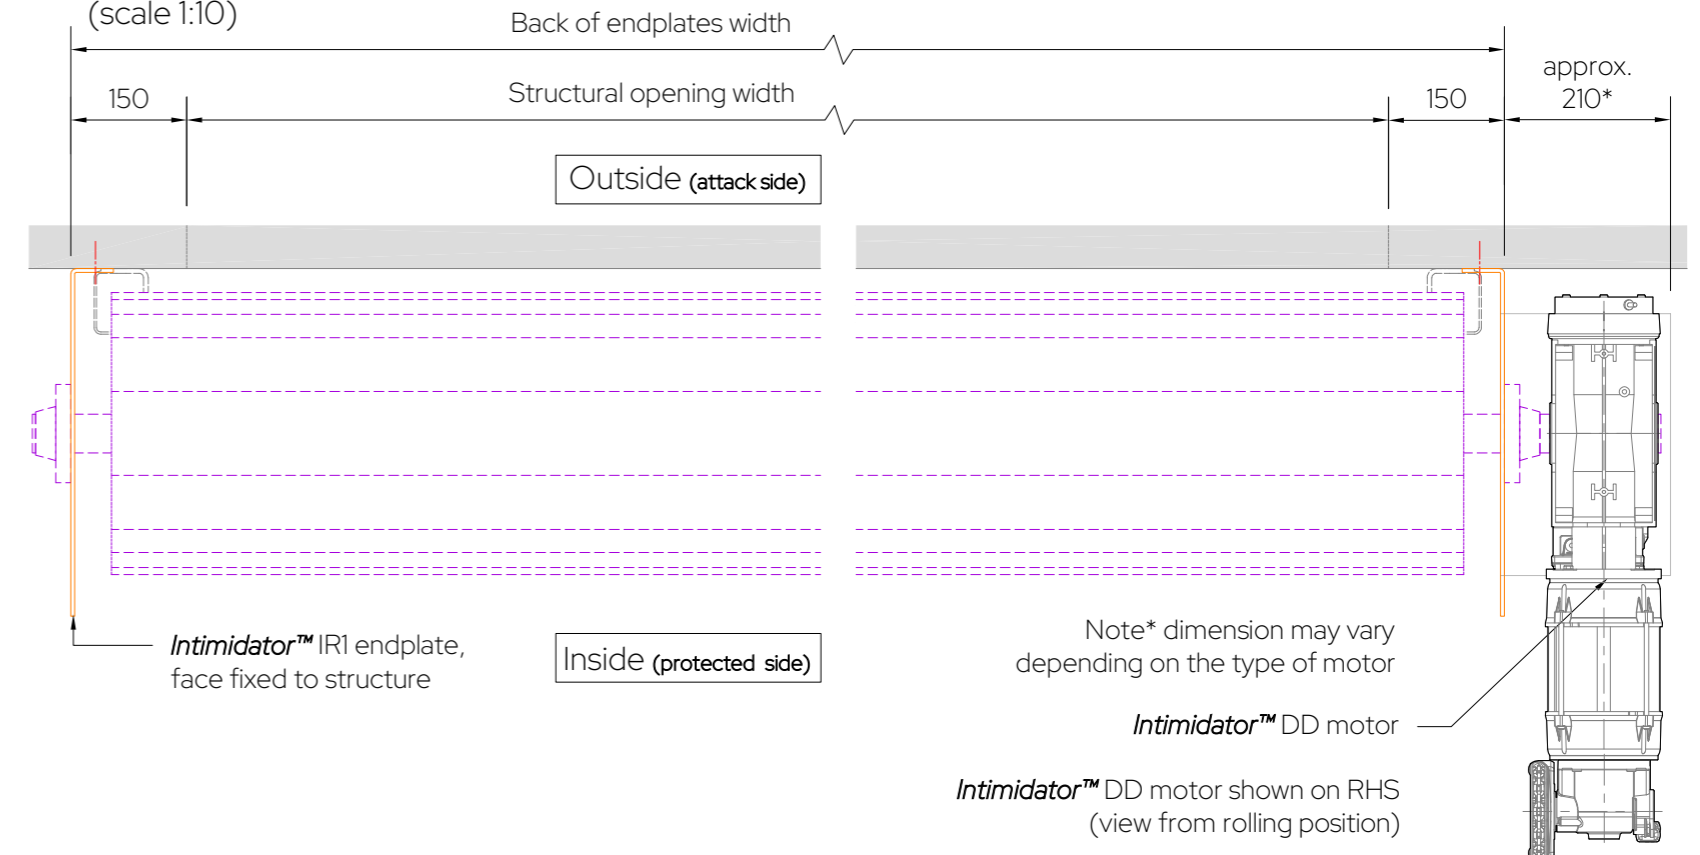 (scale 1:10)
Back of endplates width
approx.
210*
150
Structural opening width
150
Outside (attack side)
Intimidator™ IR1 endplate,
face fixed to structure
Inside (protected side)
Note* dimension may vary
depending on the type of motor
Intimidator™ DD motor
Intimidator™ DD motor shown on RHS
(view from rolling position)